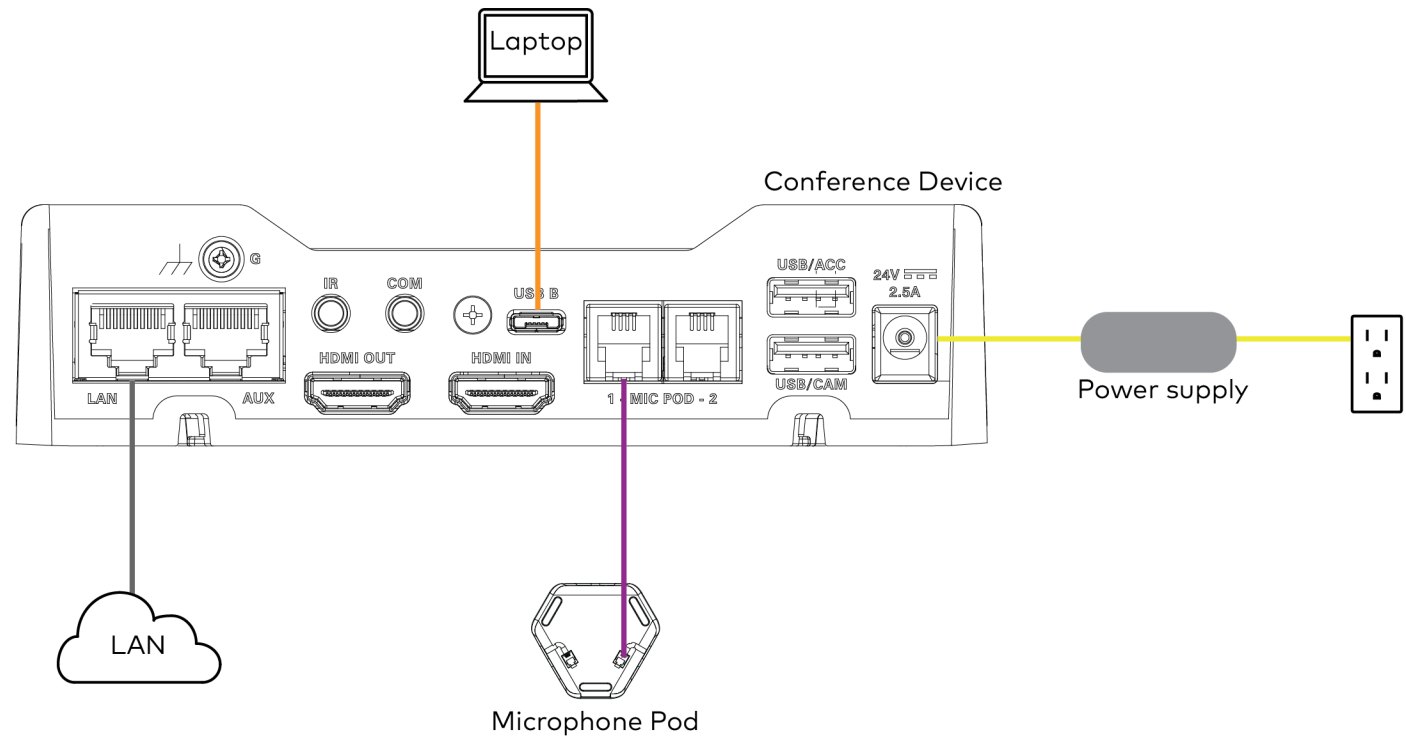 Laptop
Conference Device
G
IR
COM
USB B
USB/ACC
24V
2.5A
HDMI OUT
HDMI IN
USB/CAM
LAN
AUX
1 - MIC POD - 2
Power supply
LAN
Microphone Pod